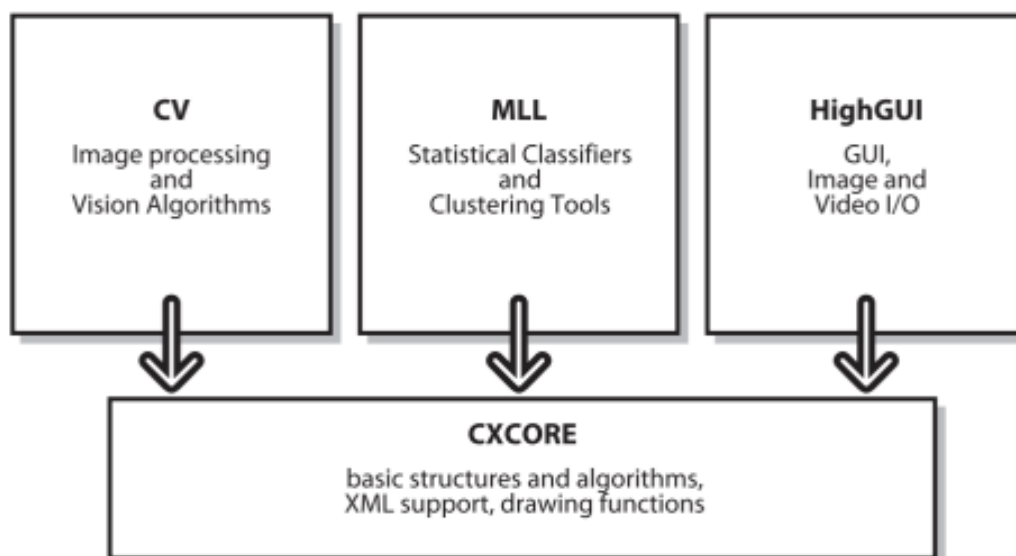 CV
Image processing
and
Vision Algorithms
MLL
Statistical Classifiers
and
Clustering Tools
HighGUI
GUI,
Image and
Video I/O
CXCORE
basic structures and algorithms,
XML support, drawing functions